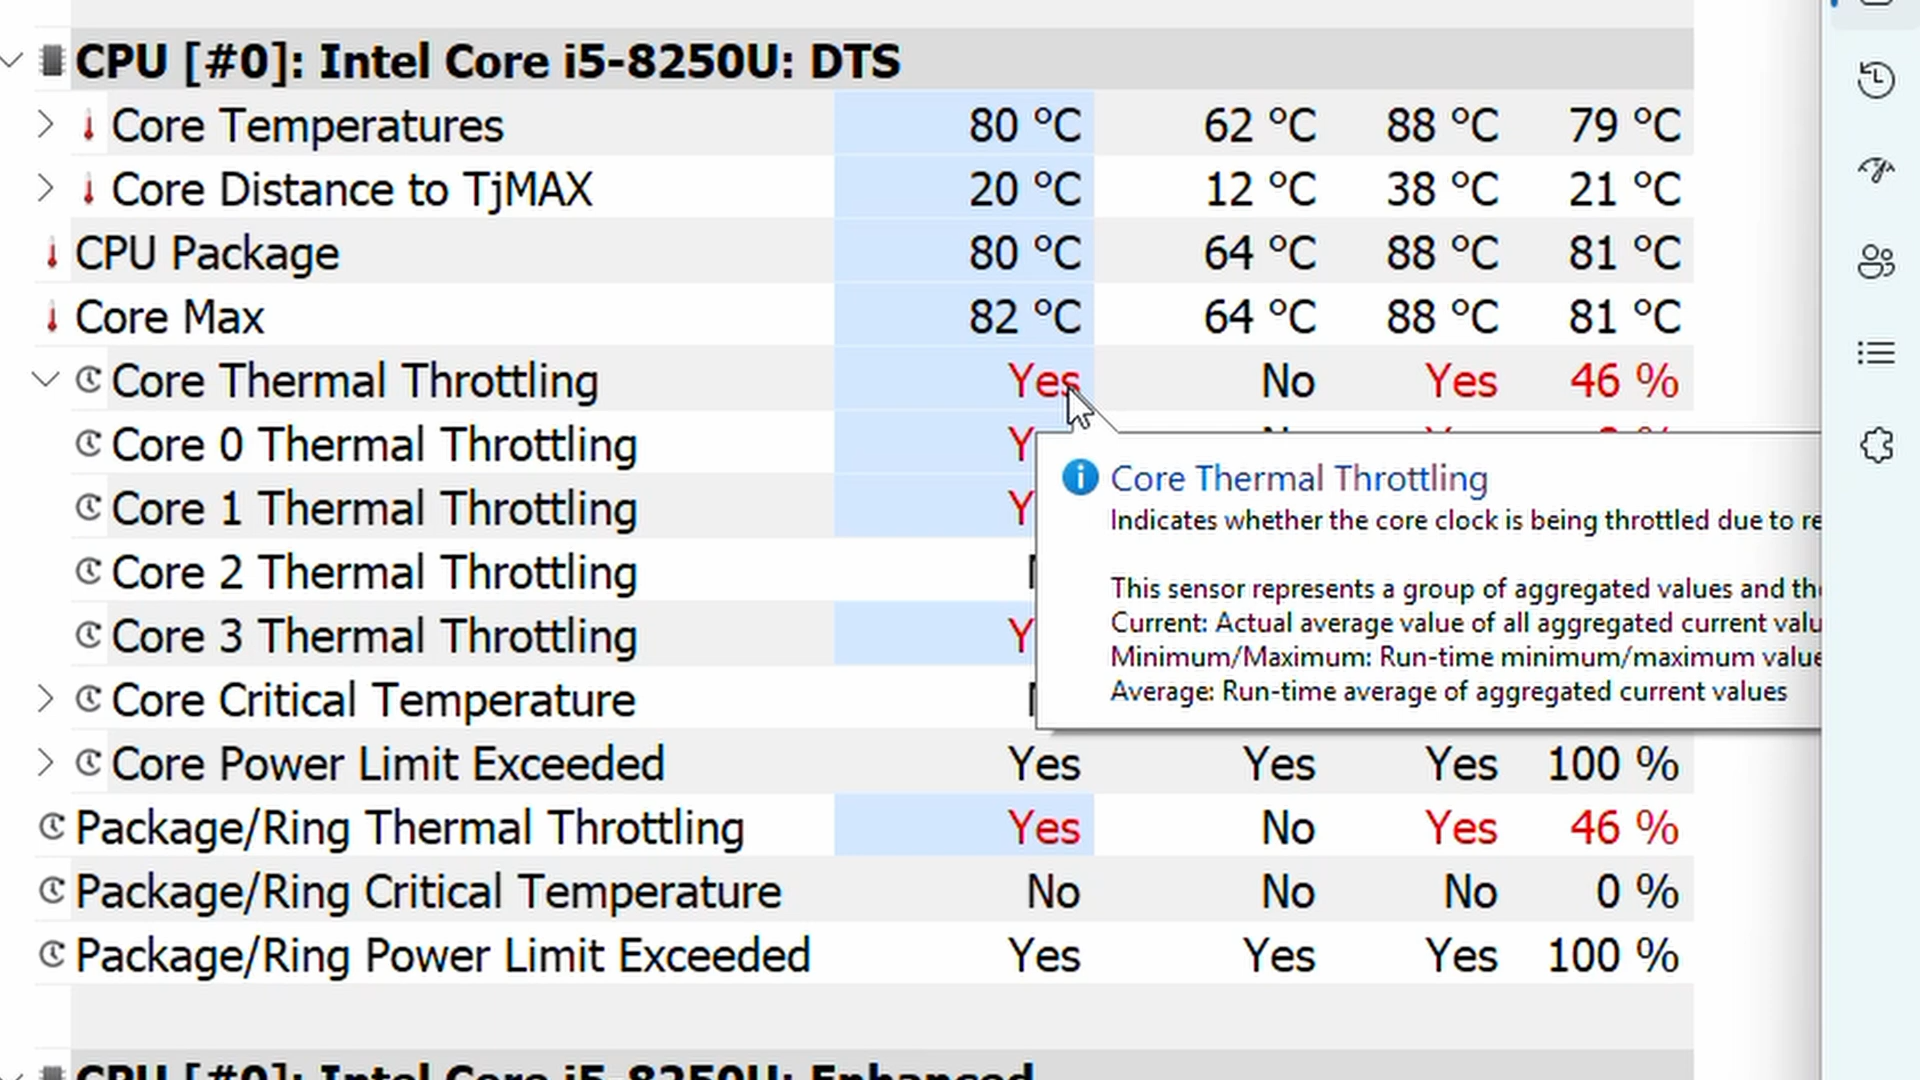 CPU [#0]: Intel Core i5-8250U: DTS
Core Temperatures 80 °C 62 °C 88 °C 79 °C
Core Distance to TjMAX 20 °C 12 °C 38 °C 21 °C
CPU Package 80 °C 64 °C 88 °C 81 °C
Core Max 82 °C 64 °C 88 °C 81 °C
Core Thermal Throttling Yes No Yes 46 %
Core 0 Thermal Throttling
Core 1 Thermal Throttling
Core 2 Thermal Throttling
Core 3 Thermal Throttling
Core Critical Temperature
Core Thermal Throttling
Indicates whether the core clock is being throttled due to
This sensor represents a group of aggregated values and
Current: Actual average value of all aggregated current
Minimum/Maximum: Run-time minimum/maximum
Average: Run-time average of aggregated current values
Core Power Limit Exceeded Yes Yes Yes 100 %
Package/Ring Thermal Throttling Yes No Yes 46 %
Package/Ring Critical Temperature No No No 0 %
Package/Ring Power Limit Exceeded Yes Yes Yes 100 %
CPU [#0]: Intel Core i5-8250U: Enhanced